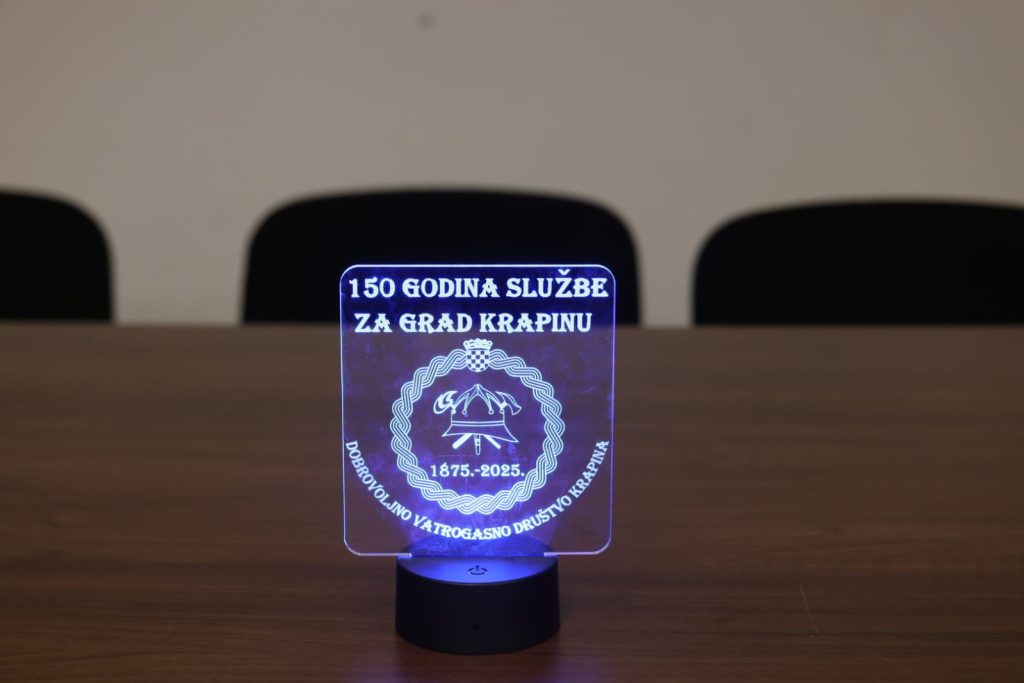 150 GODINA SLUŽBE
ZA GRAD KRAPINU
1875.-2025.
DOBROVOLJNO VATROGASNO DRUŠTVO KRAPINA